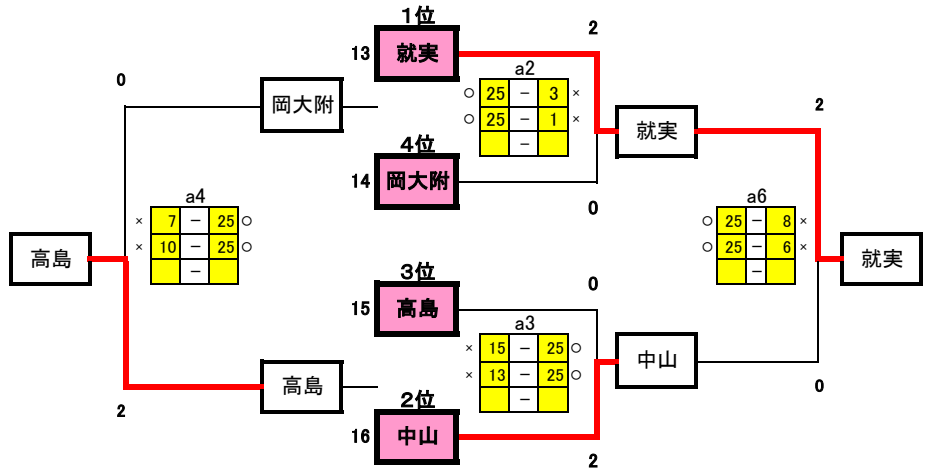 1位
2
13 就実
a2
0
○ 25 － 3 ×
2
岡大附
○ 25 － 1 ×
就実
－
4位
14 岡大附
a4
a6
0
× 7 － 25 ○
○ 25 － 8 ×
× 10 － 25 ○
○ 25 － 6 ×
高島
－
－
就実
3位
0
15 高島
a3
× 15 － 25 ○
中山
× 13 － 25 ○
高島
0
－
2位
2
16 中山
2